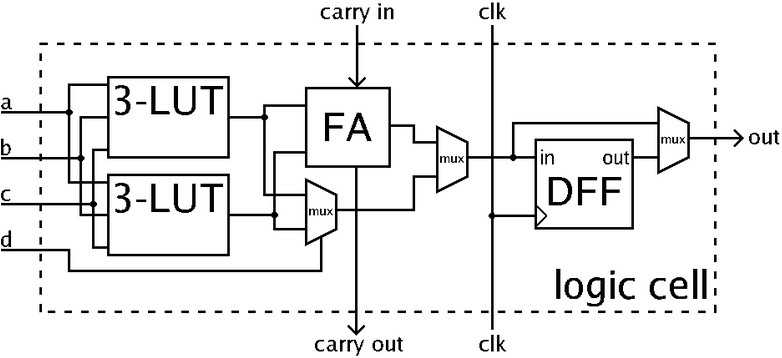 carry in
clk
a
3-LUT
b
FA
mux
mux
in
out
mux
out
DFF
c
3-LUT
mux
d
logic cell
carry out
clk